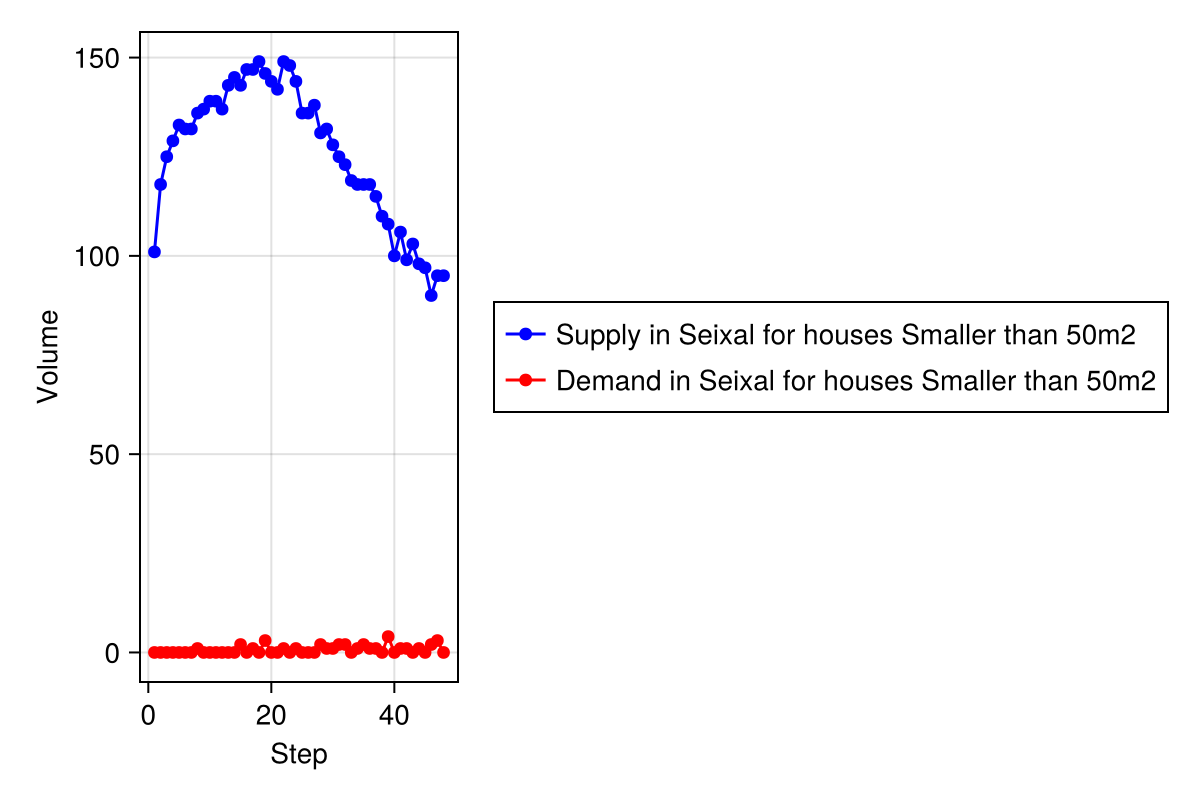 150
100
50
0
Volume
0 20 40
Step
Supply in Seixal for houses Smaller than 50m2
Demand in Seixal for houses Smaller than 50m2